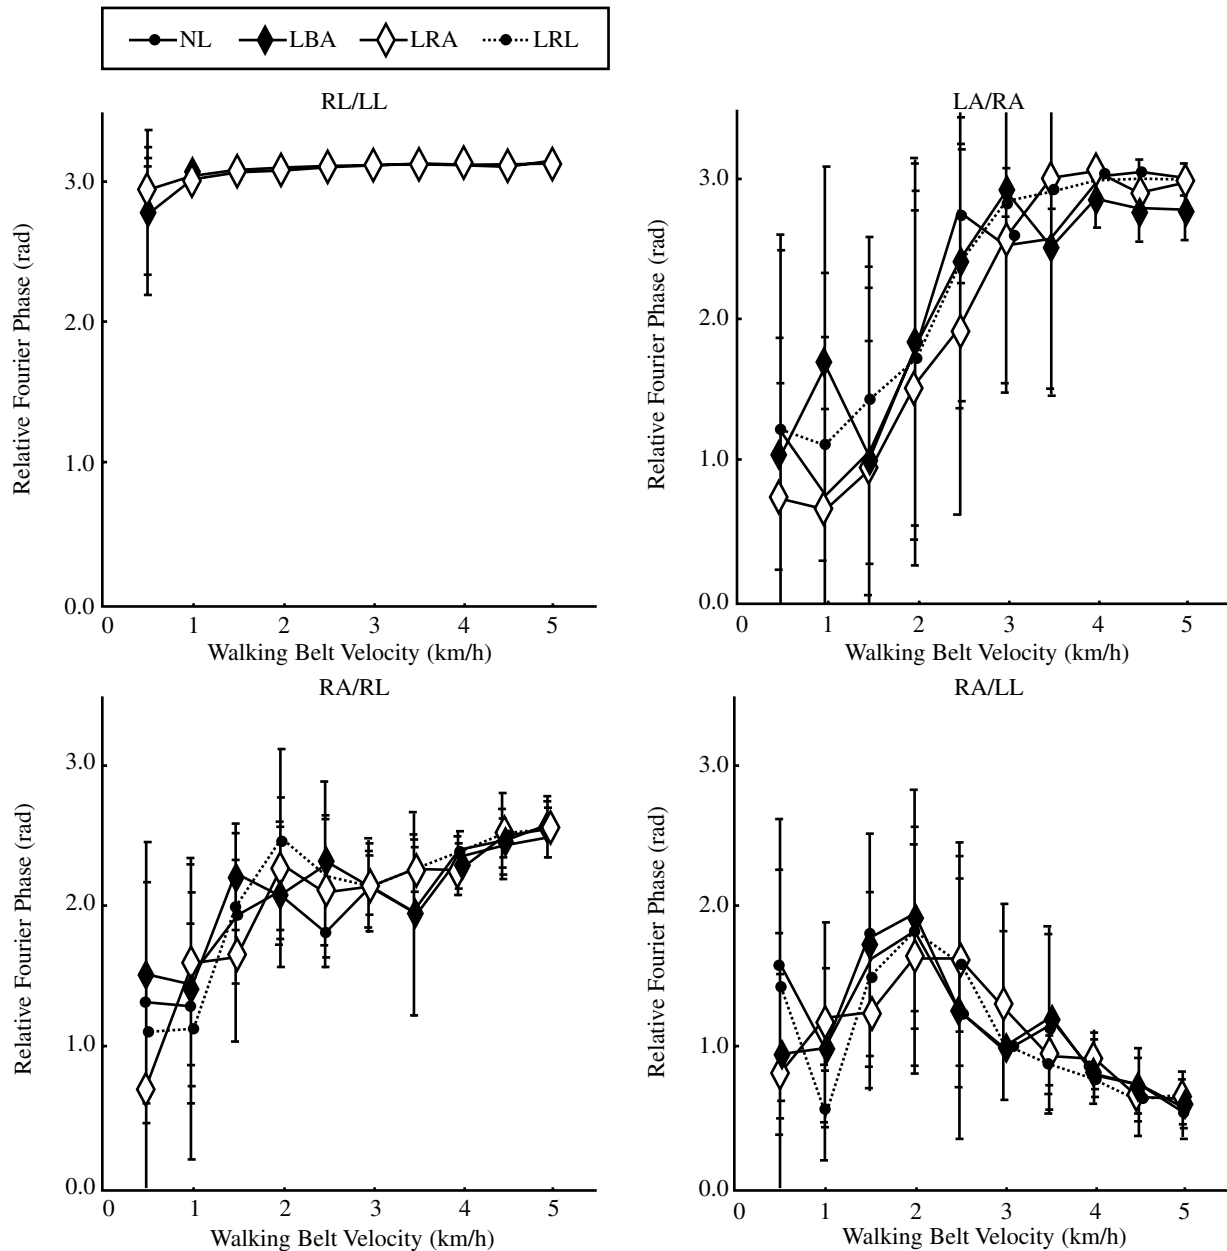 NL LBA LRA LRL
RL/LL
3.0
2.0
1.0
0.0
0 1 2 3 4 5
Relative Fourier Phase (rad)
Walking Belt Velocity (km/h)
LA/RA
3.0
2.0
1.0
0.0
0 1 2 3 4 5
Relative Fourier Phase (rad)
Walking Belt Velocity (km/h)
RA/RL
3.0
2.0
1.0
0.0
0 1 2 3 4 5
Relative Fourier Phase (rad)
Walking Belt Velocity (km/h)
RA/LL
3.0
2.0
1.0
0.0
0 1 2 3 4 5
Relative Fourier Phase (rad)
Walking Belt Velocity (km/h)